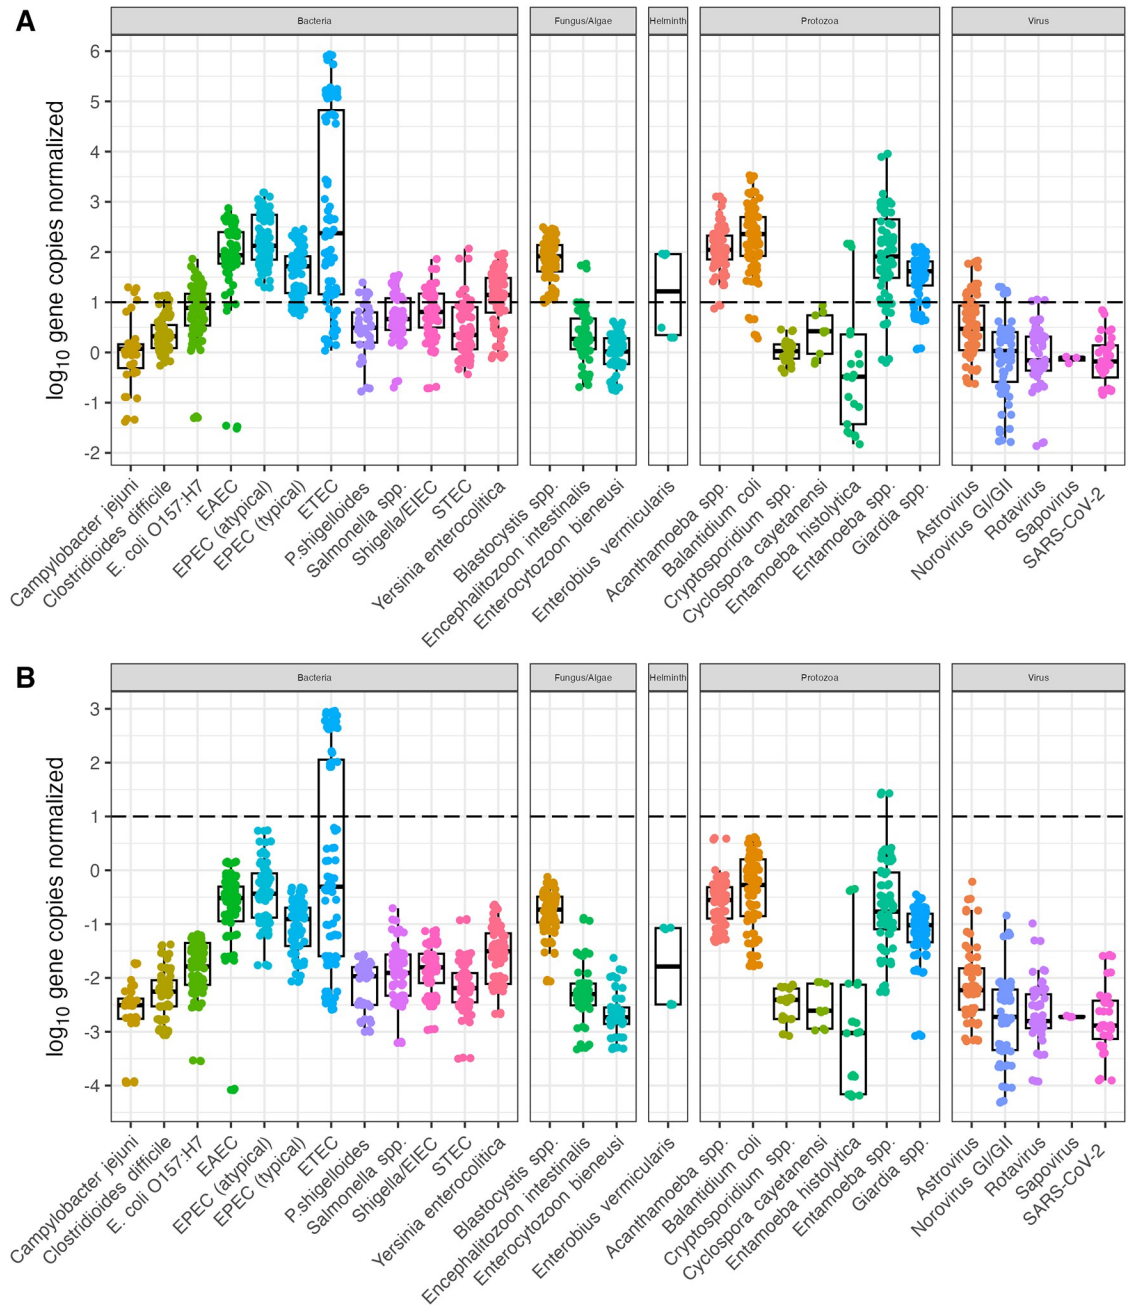 A
Bacteria
Fungus/Algae
Helminth
Protozoa
Virus
log10 gene copies normalized
6
5
4
3
2
1
0
-1
-2
Campylobacter jejuni
Clostridioides difficile
E. coli O157:H7
EAEC
EPEC (atypical)
EPEC (typical)
ETEC
P.shigelloides
Salmonella spp.
Shigella/EIEC
STEC
Yersinia enterocolitica
Blastocystis spp.
Encephalitozoon intestinalis
Enterocytozoon bieneusi
Enterobius vermicularis
Acanthamoeba spp.
Balantidium coli
Cryptosporidium spp.
Cyclospora cayetanensi
Entamoeba histolytica
Entamoeba spp.
Giardia spp.
Astrovirus
Norovirus GI/GII
Rotavirus
Sapovirus
SARS-CoV-2
B
Bacteria
Fungus/Algae
Helminth
Protozoa
Virus
log10 gene copies normalized
3
2
1
0
-1
-2
-3
-4
Campylobacter jejuni
Clostridioides difficile
E. coli O157:H7
EAEC
EPEC (atypical)
EPEC (typical)
ETEC
P.shigelloides
Salmonella spp.
Shigella/EIEC
STEC
Yersinia enterocolitica
Blastocystis spp.
Encephalitozoon intestinalis
Enterocytozoon bieneusi
Enterobius vermicularis
Acanthamoeba spp.
Balantidium coli
Cryptosporidium spp.
Cyclospora cayetanensi
Entamoeba histolytica
Entamoeba spp.
Giardia spp.
Astrovirus
Norovirus GI/GII
Rotavirus
Sapovirus
SARS-CoV-2